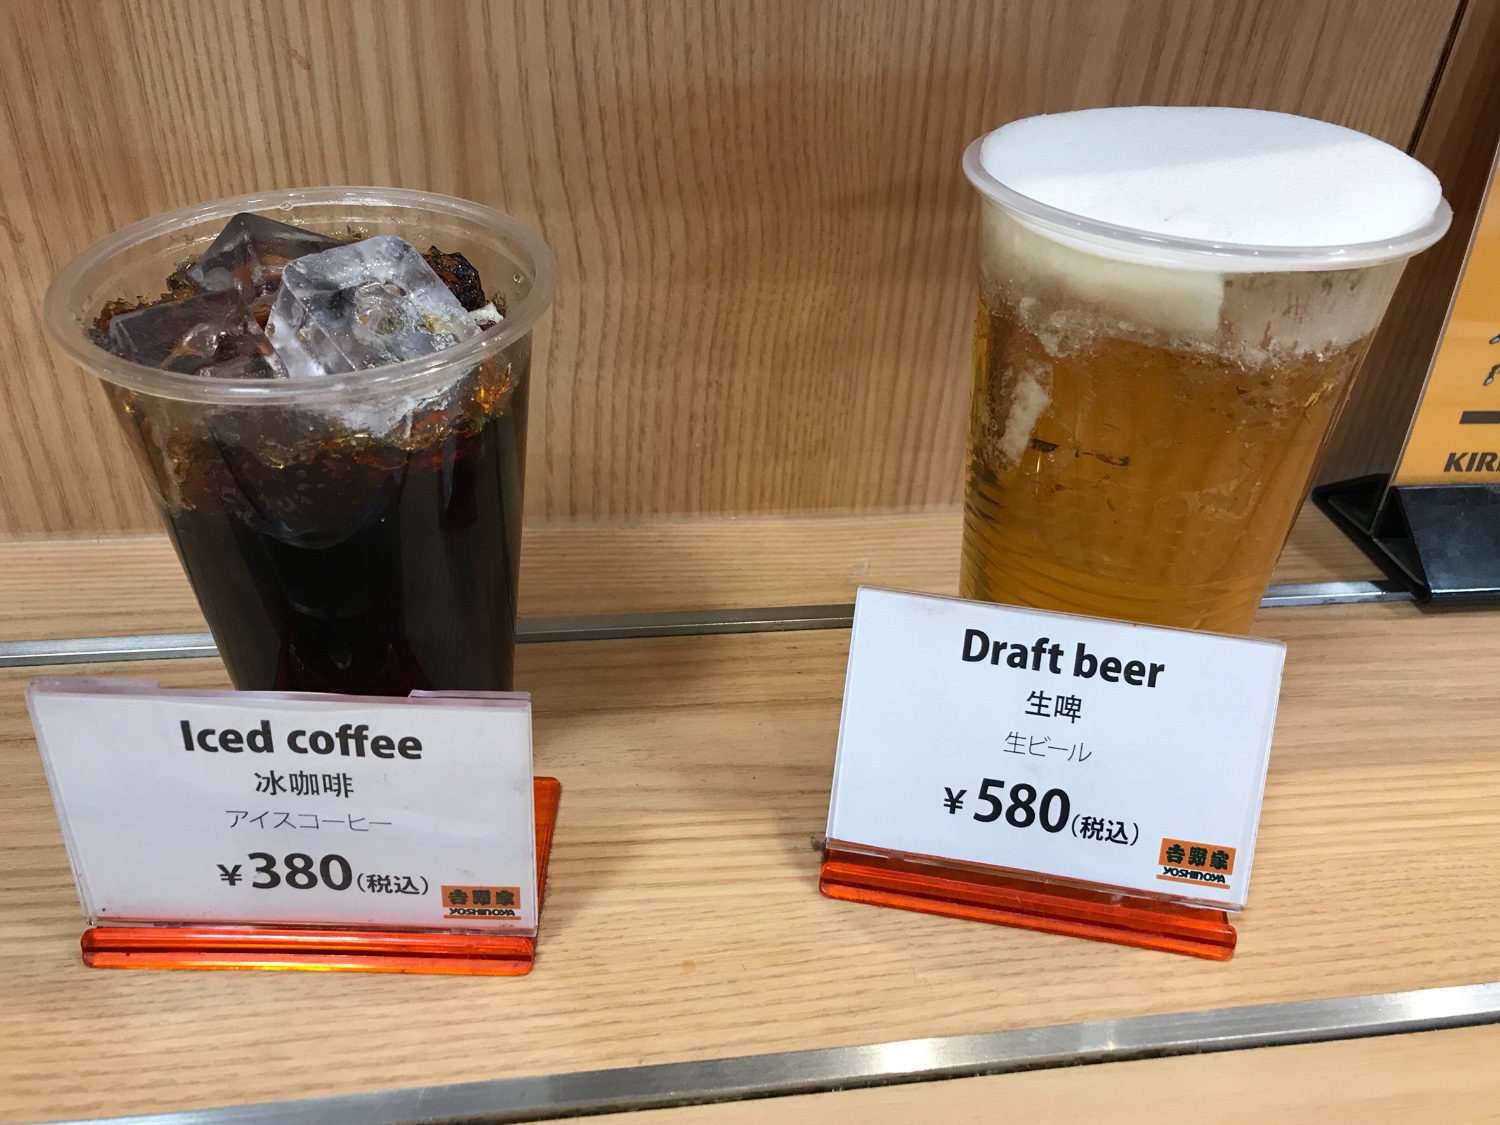 Iced coffee
冰咖啡
アイスコーヒー
¥380(税込)
吉野家
YOSHINOYA
Draft beer
生啤
生ビール
¥580(税込)
吉野家
YOSHINOYA